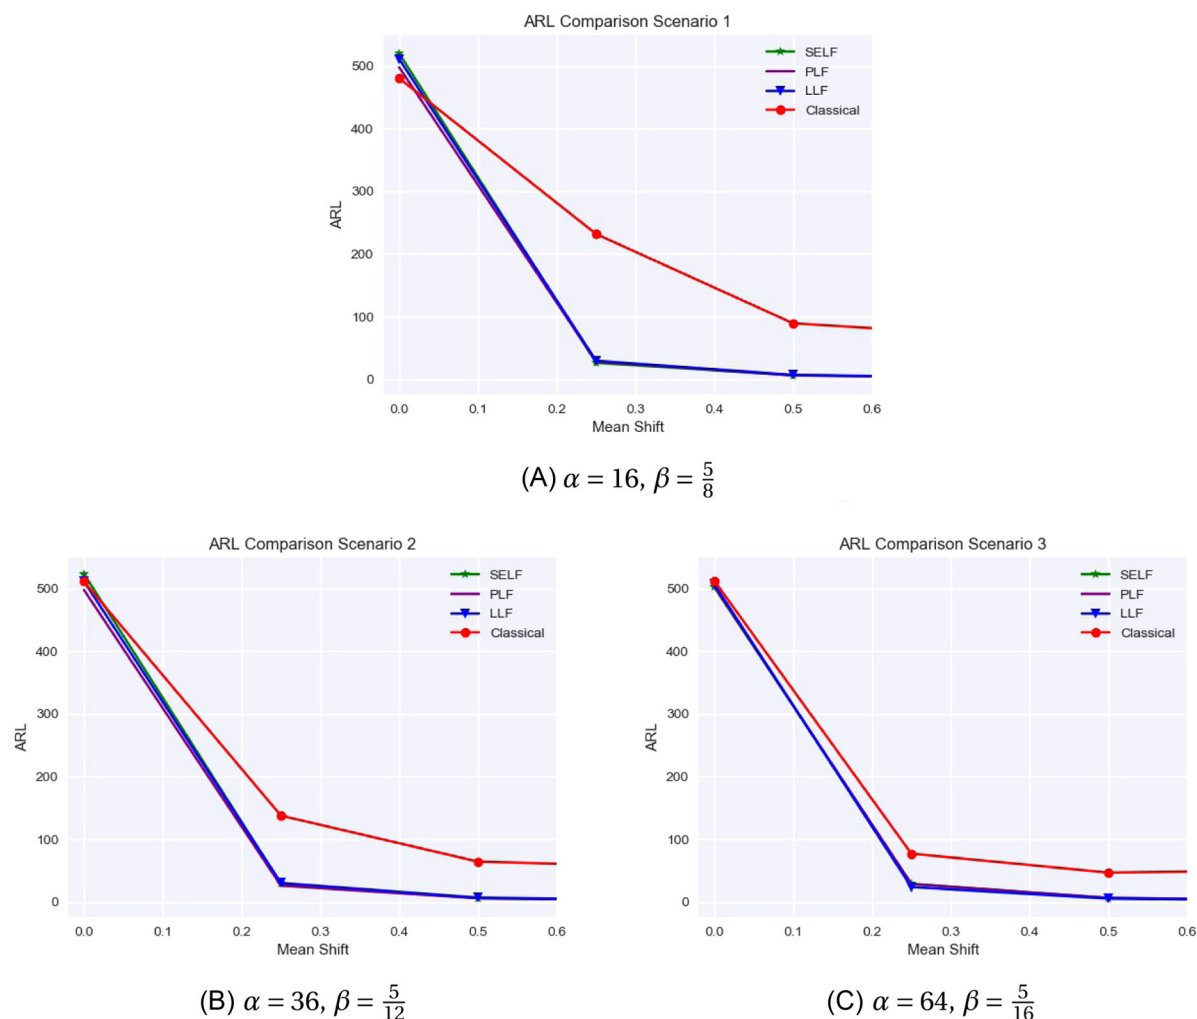 ARL Comparison Scenario 1
SELF
PLF
LLF
Classical
500
400
300
200
100
0
ARL
0.0 0.1 0.2 0.3 0.4 0.5 0.6
Mean Shift
(A) α = 16, β = 5/8
ARL Comparison Scenario 2
SELF
PLF
LLF
Classical
500
400
300
200
100
0
ARL
0.0 0.1 0.2 0.3 0.4 0.5 0.6
Mean Shift
(B) α = 36, β = 5/12
ARL Comparison Scenario 3
SELF
PLF
LLF
Classical
500
400
300
200
100
0
ARL
0.0 0.1 0.2 0.3 0.4 0.5 0.6
Mean Shift
(C) α = 64, β = 5/16